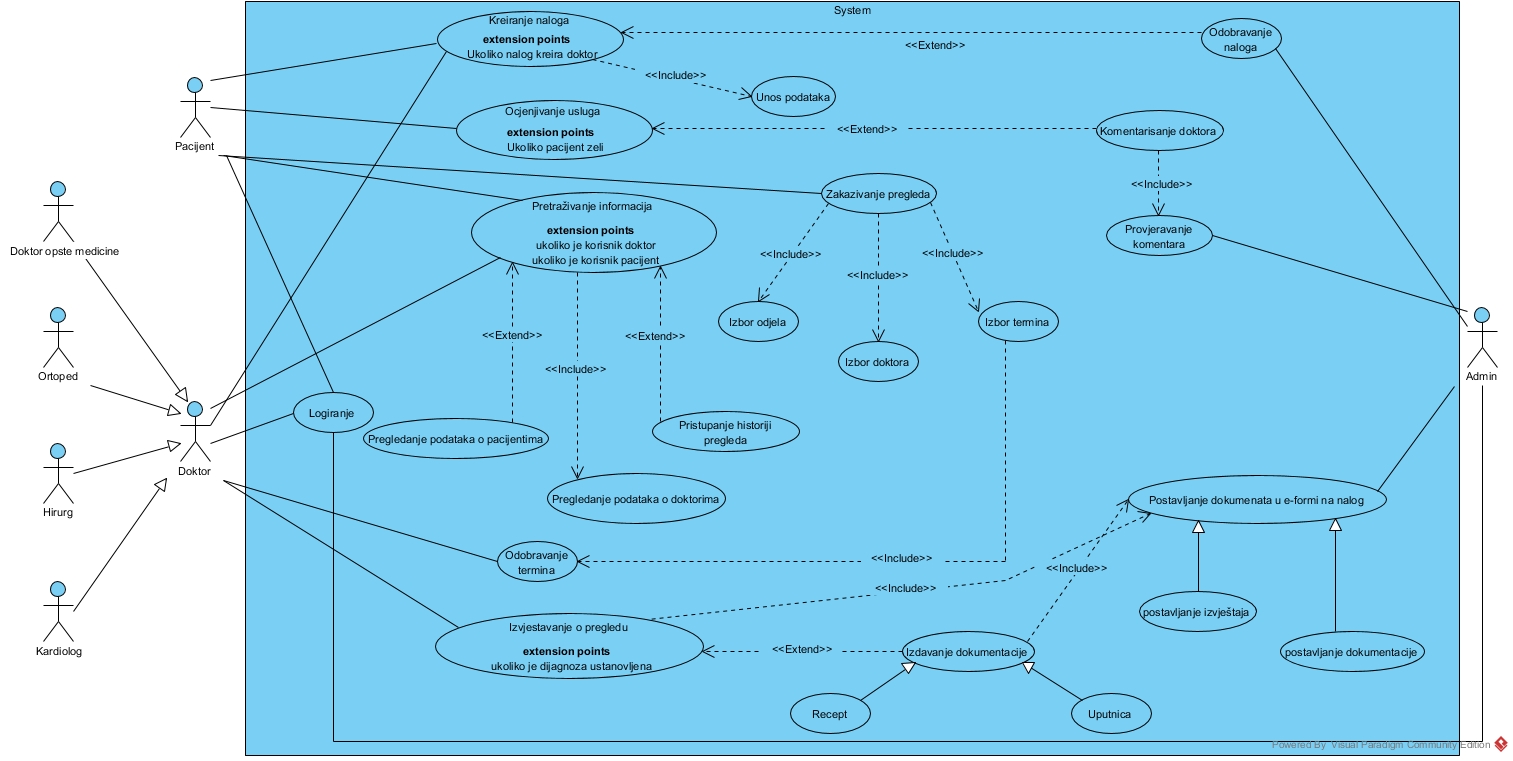 System
Kreiranje naloga
extension points
Ukoliko nalog kreira doktor
<<Extend>>
Odobravanje
naloga
<<Include>>
Unos podataka
Pacijent
Ocjenjivanje usluga
extension points
Ukoliko pacijent zeli
<<Extend>>
Komentarisanje doktora
<<Include>>
Provjeravanje
komentara
Zakazivanje pregleda
Pretraživanje informacija
extension points
ukoliko je korisnik doktor
ukoliko je korisnik pacijent
Doktor opste medicine
<<Include>>
<<Include>>
<<Include>>
Izbor odjela
Izbor doktora
Izbor termina
<<Extend>>
<<Include>>
<<Extend>>
Ortoped
Admin
Logiranje
Pregledanje podataka o pacijentima
Pristupanje historiji
pregleda
Doktor
Pregledanje podataka o doktorima
Postavljanje dokumenata u e-formi na nalog
Hirurg
Odobravanje
termina
<<Include>>
<<Include>>
<<Include>>
postavljanje izvještaja
postavljanje dokumentacije
Kardiolog
Izvjestavanje o pregledu
extension points
ukoliko je dijagnoza ustanovljena
<<Extend>>
Izdavanje dokumentacije
Recept
Uputnica
Powered By Visual Paradigm Community Edition